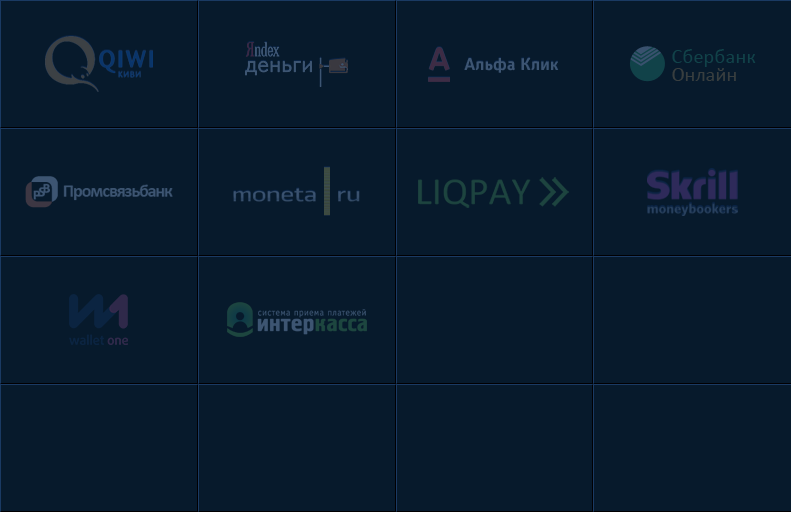 QIWI
КИВИ
Яndex
деньги
Альфа Клик
Сбербанк
Онлайн
PSB
Промсвязьбанк
moneta ru
LIQPAY
Skrill
moneybookers
wallet one
система приема платежей
интеркасса